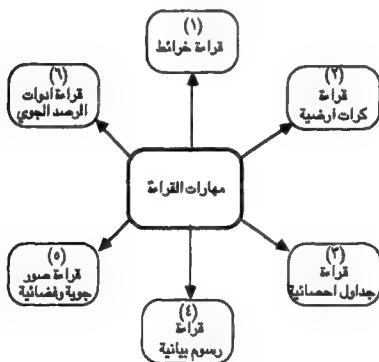 (١)
قراءة خرائط
(٢)
قراءة
كرات ارضية
(٣)
قراءة
جداول احصائية
(٤)
قراءة
رسوم بيانية
(٥)
قراءة صور
جوية وفضائية
(٦)
قراءة أدوات
الرصد الجوي
مهارات القراءة